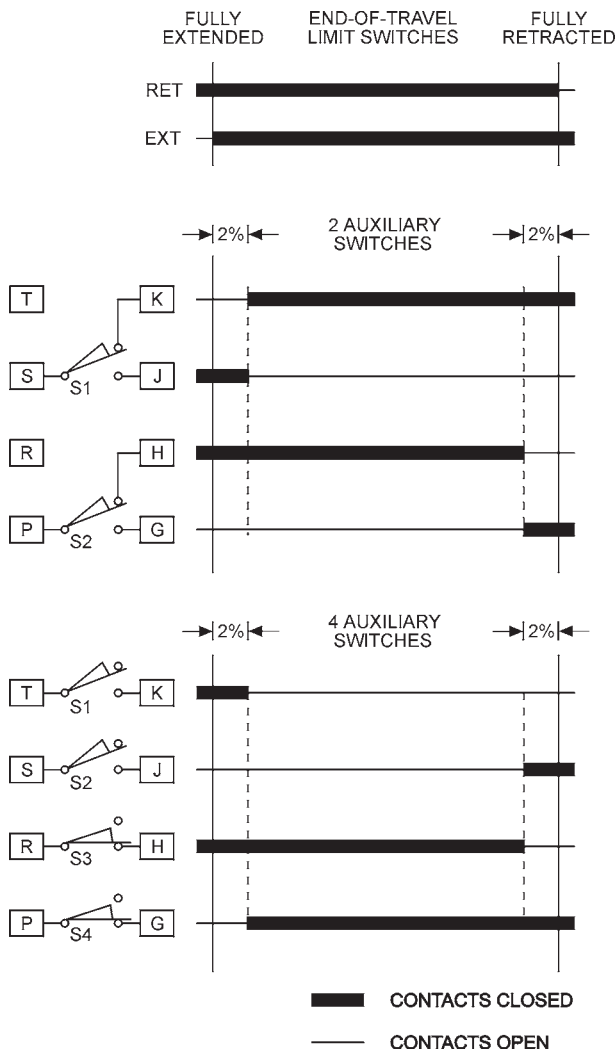 FULLY
EXTENDED
END-OF-TRAVEL
LIMIT SWITCHES
FULLY
RETRACTED
RET
EXT
2%
2 AUXILIARY
SWITCHES
2%
T
K
S
S1
J
R
H
P
S2
G
2%
4 AUXILIARY
SWITCHES
2%
T
S1
K
S
S2
J
R
S3
H
P
S4
G
CONTACTS CLOSED
CONTACTS OPEN